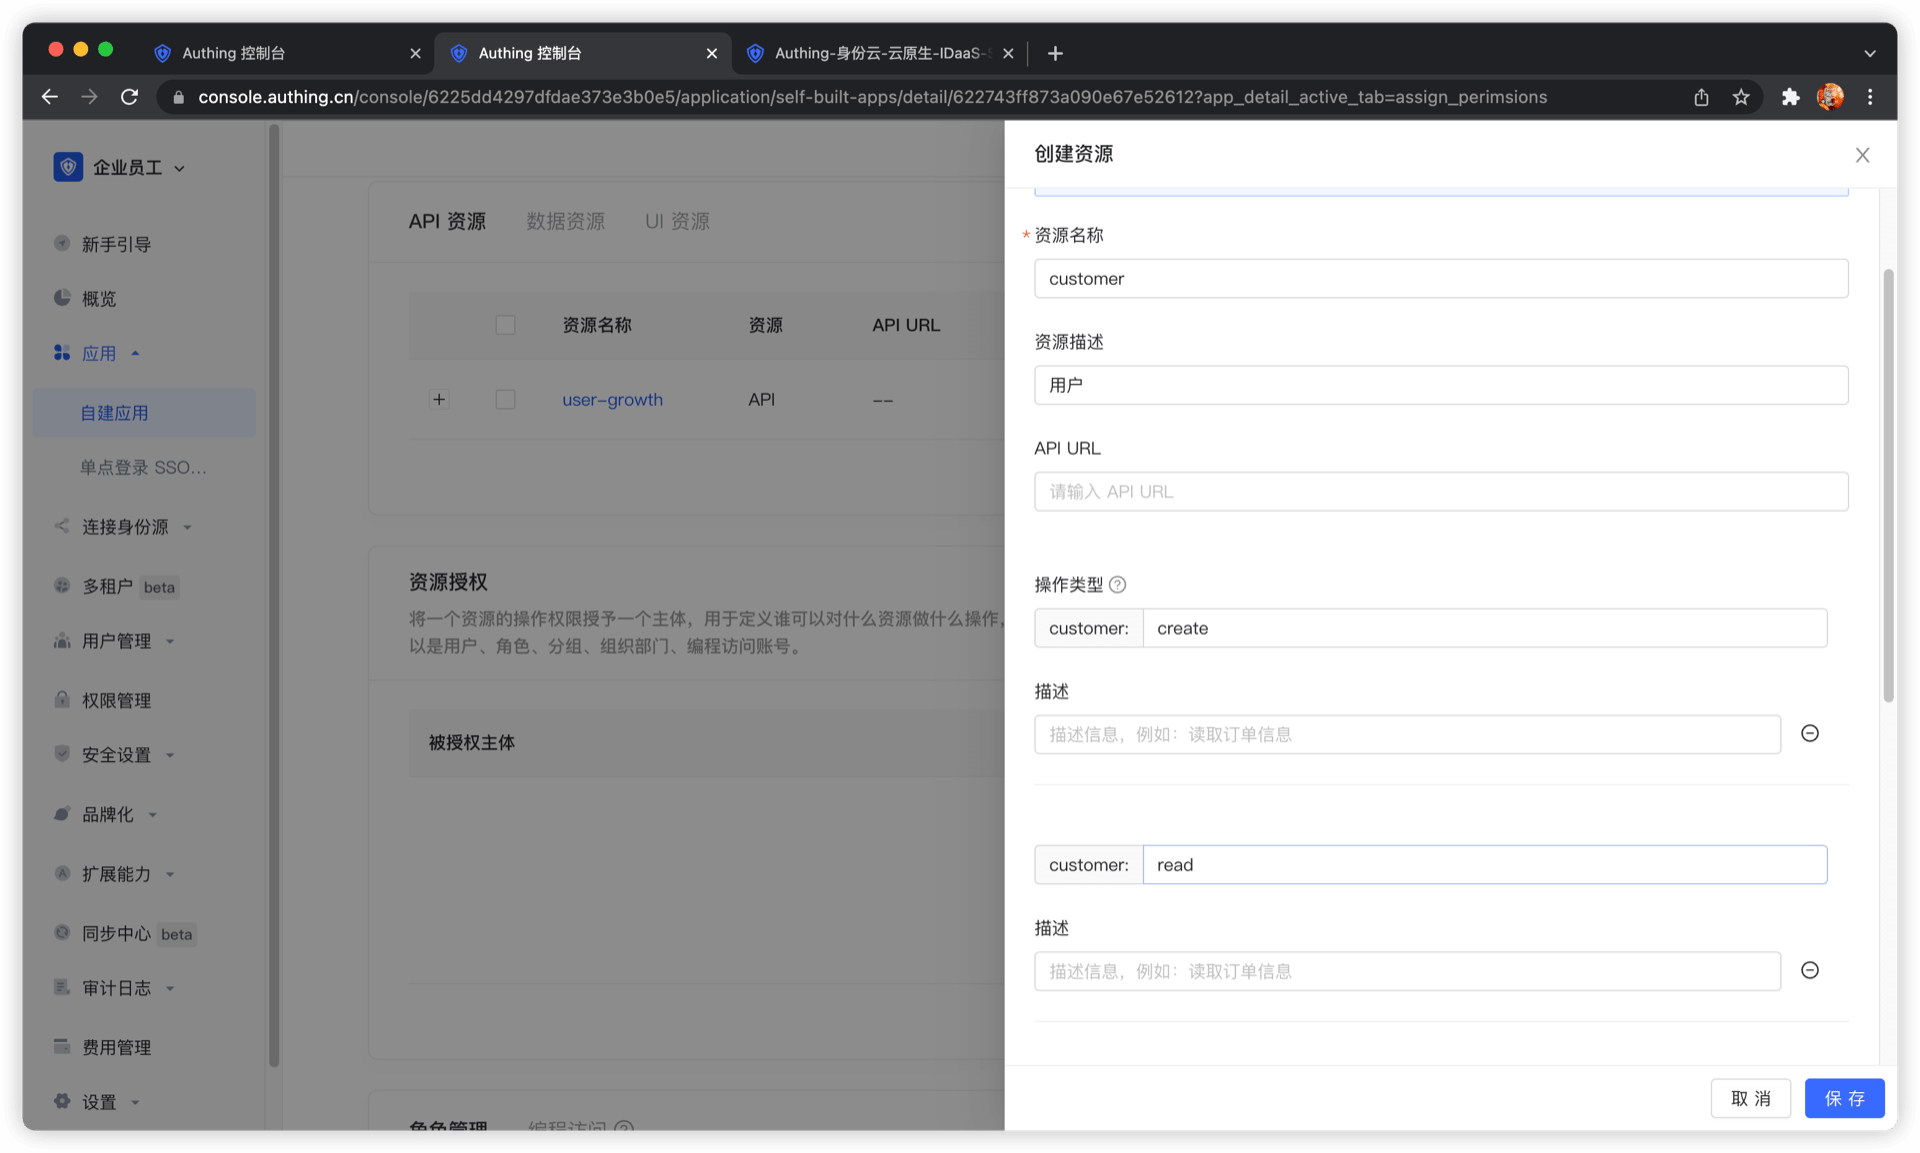 Authing 控制台
Authing 控制台
Authing-身份云-云原生-IDaaS-
console.authing.cn/console/6225dd4297dfdae373e3b0e5/application/self-built-apps/detail/622743ff873a090e67e52612?app_detail_active_tab=assign_perimsions
企业员工
新手引导
概览
应用
自建应用
单点登录 SSO...
连接身份源
多租户 beta
用户管理
权限管理
安全设置
品牌化
扩展能力
同步中心 beta
审计日志
费用管理
设置
API 资源 数据资源 UI 资源
资源名称 资源 API URL
user-growth API --
资源授权
将一个资源的操作权限授予一个主体，用于定义谁可以对什么资源做什么操作，
以是用户、角色、分组、组织部门、编程访问账号。
被授权主体
角色管理 编程访问
创建资源
* 资源名称
customer
资源描述
用户
API URL
请输入 API URL
操作类型
customer: create
描述
描述信息，例如：读取订单信息
customer: read
描述
描述信息，例如：读取订单信息
取 消 保 存